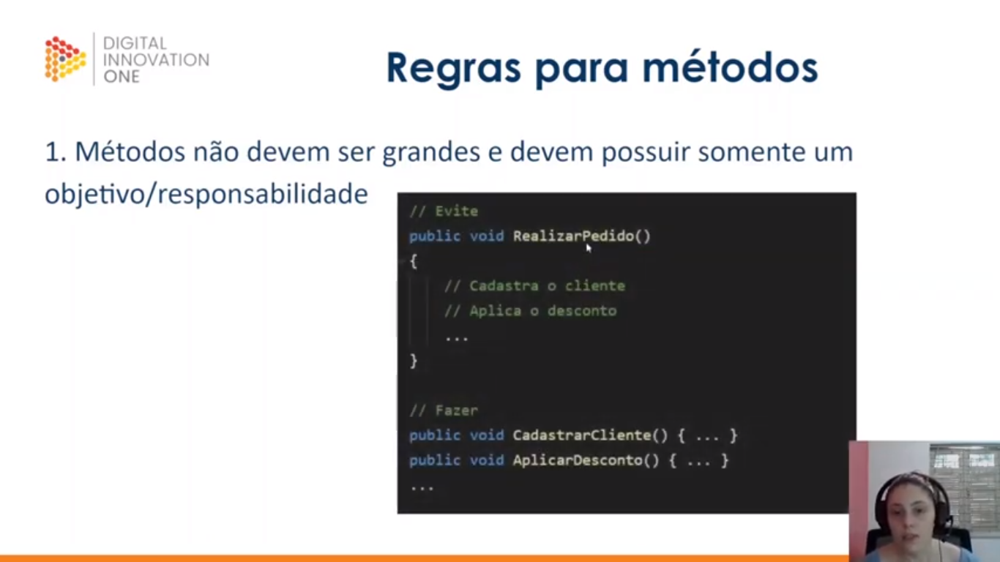 DIGITAL
INNOVATION
ONE
Regras para métodos
1. Métodos não devem ser grandes e devem possuir somente um
objetivo/responsabilidade
// Evite
public void RealizarPedido()
{
// Cadastra o cliente
// Aplica o desconto
...
}
// Fazer
public void CadastrarCliente() { ... }
public void AplicarDesconto() { ... }
...